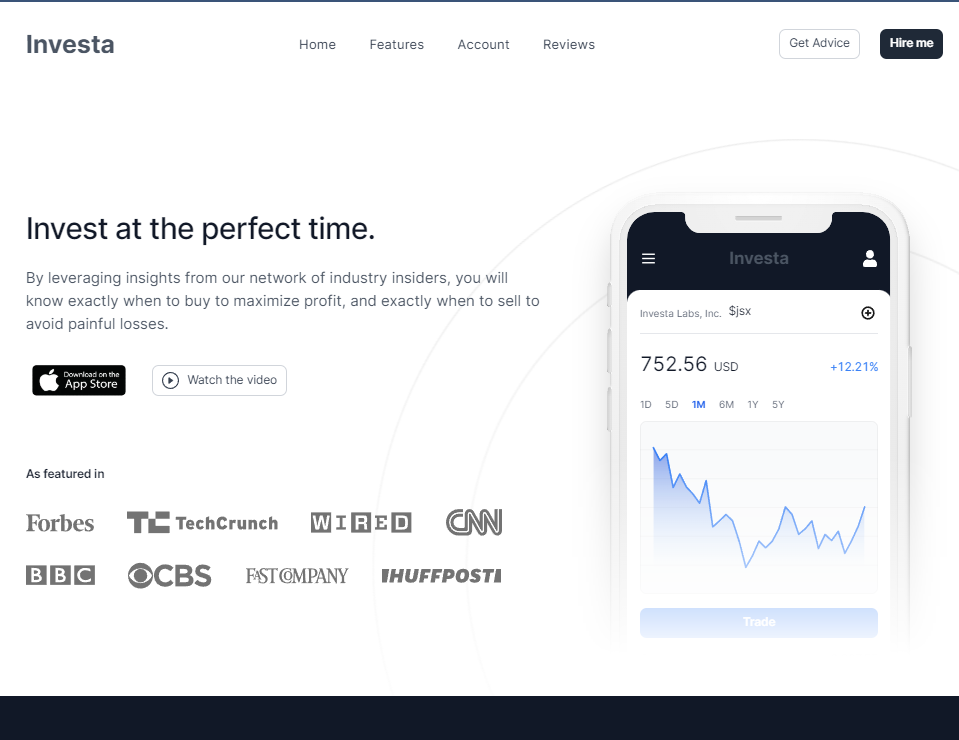 Investa
Home Features Account Reviews
Get Advice Hire me
Invest at the perfect time.
By leveraging insights from our network of industry insiders, you will
know exactly when to buy to maximize profit, and exactly when to sell to
avoid painful losses.
Download on the
App Store
Watch the video
As featured in
Forbes TC TechCrunch WIRED CNN
BBC CBS FAST COMPANY HUFFPOST
Investa
Investa Labs, Inc. $jsx
752.56 USD +12.21%
1D 5D 1M 6M 1Y 5Y
Trade